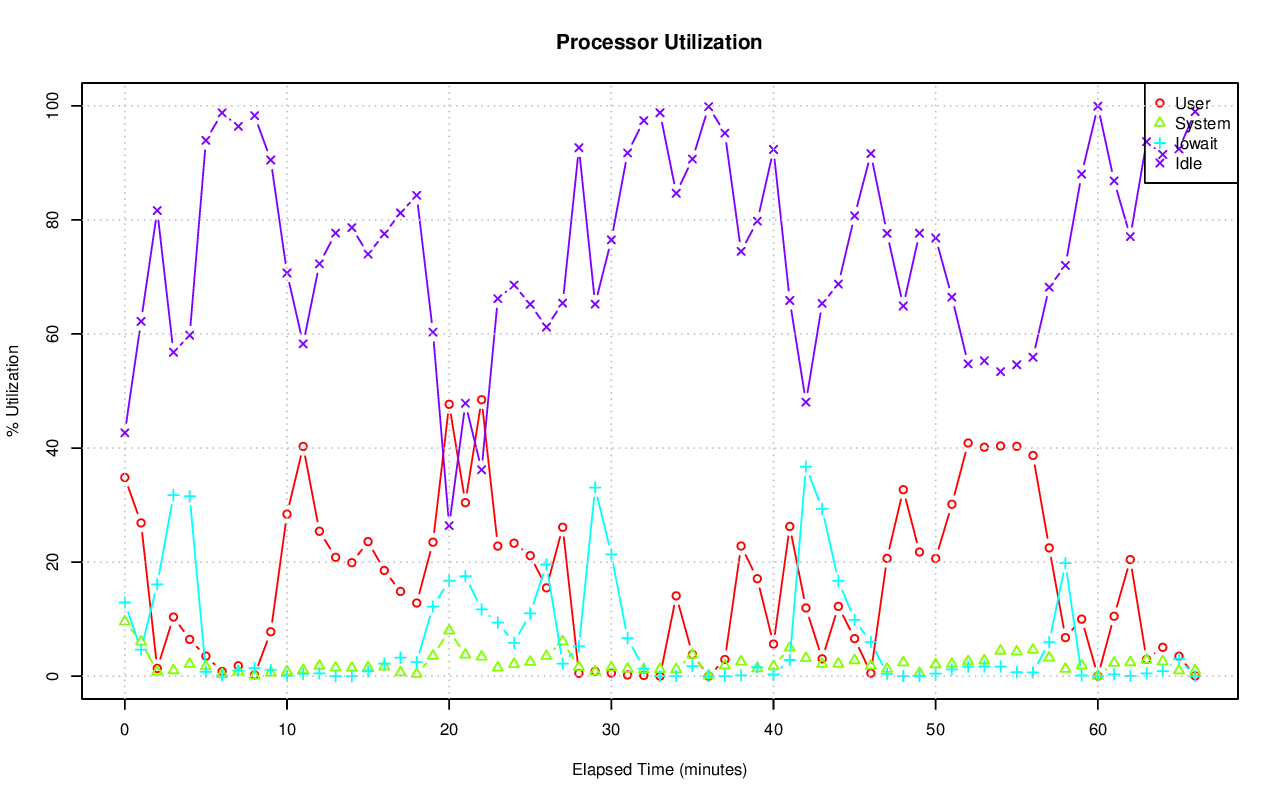 Processor Utilization
% Utilization
100
80
60
40
20
0
User
System
Iowait
Idle
0 10 20 30 40 50 60
Elapsed Time (minutes)